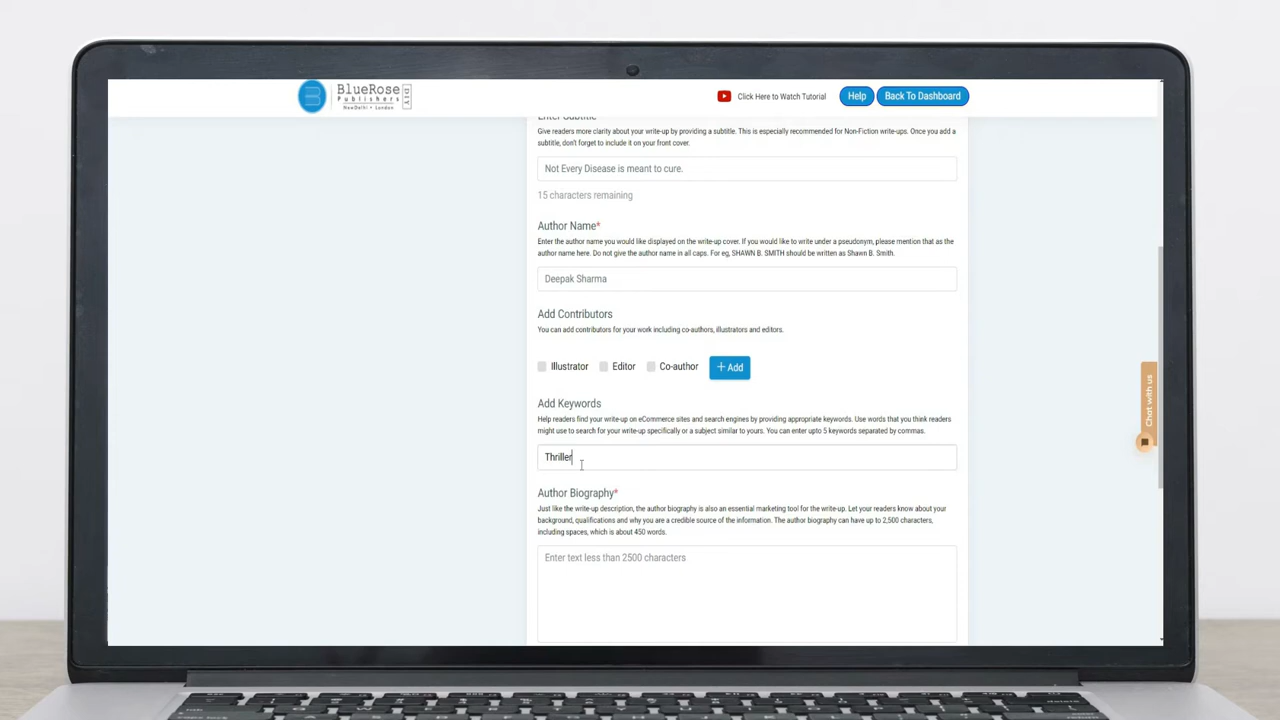 BlueRose
Publishers
NewDelhi • London
DIY
Click Here to Watch Tutorial
Help
Back To Dashboard
Enter Subtitle
Give readers more clarity about your write-up by providing a subtitle. This is especially recommended for Non-Fiction write-ups. Once you add a
subtitle, don't forget to include it on your front cover.
Not Every Disease is meant to cure.
15 characters remaining
Author Name*
Enter the author name you would like displayed on the write-up cover. If you would like to write under a pseudonym, please mention that as the
author name here. Do not give the author name in all caps. For eg, SHAWN B. SMITH should be written as Shawn B. Smith.
Deepak Sharma
Add Contributors
You can add contributors for your work including co-authors, illustrators and editors.
Illustrator
Editor
Co-author
+ Add
Add Keywords
Help readers find your write-up on eCommerce sites and search engines by providing appropriate keywords. Use words that you think readers
might use to search for your write-up specifically or a subject similar to yours. You can enter upto 5 keywords separated by commas.
Thriller
Author Biography*
Just like the write-up description, the author biography is also an essential marketing tool for the write-up. Let your readers know about your
background, qualifications and why you are a credible source of the information. The author biography can have up to 2,500 characters,
including spaces, which is about 450 words.
Enter text less than 2500 characters
Chat with us